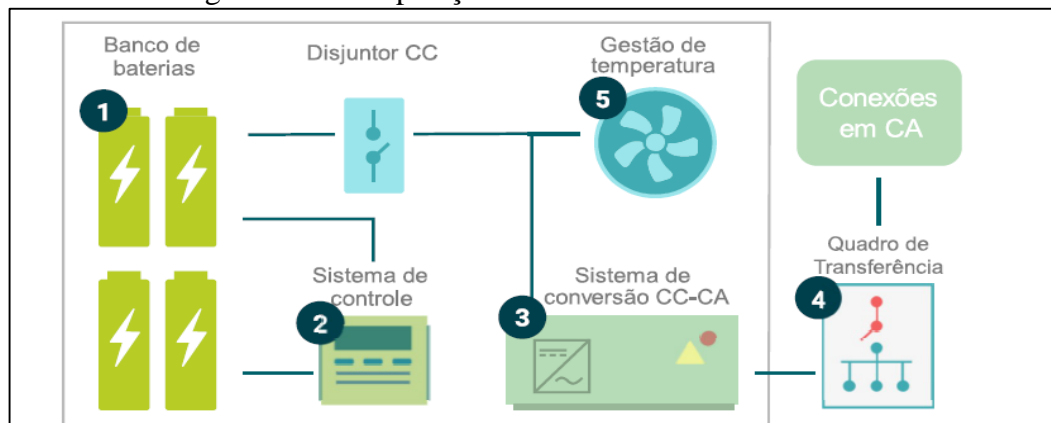 Banco de
baterias
Disjuntor CC
Gestão de
temperatura
1
5
Conexões
em CA
Sistema de
controle
2
Sistema de
conversão CC-CA
3
Quadro de
Transferência
4